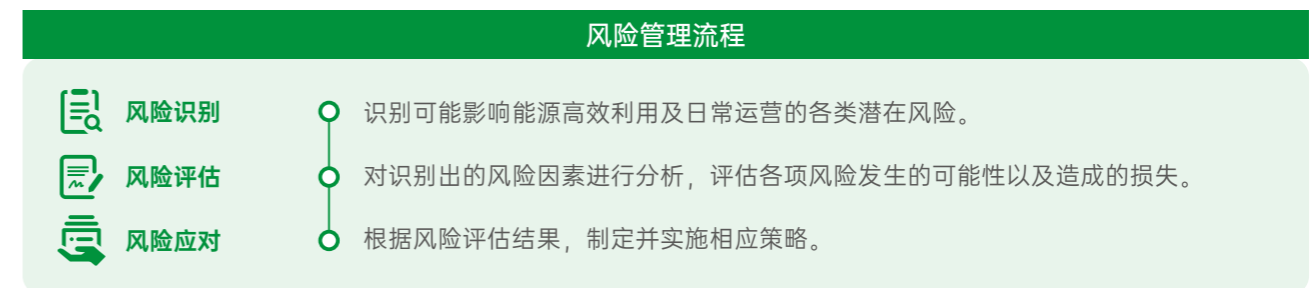 风险管理流程
风险识别 识别可能影响能源高效利用及日常运营的各类潜在风险。
风险评估 对识别出的风险因素进行分析，评估各项风险发生的可能性以及造成的损失。
风险应对 根据风险评估结果，制定并实施相应策略。